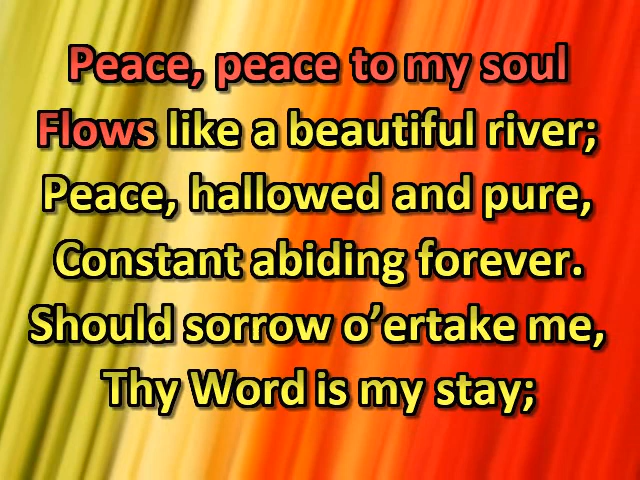 Peace, peace to my soul
Flows like a beautiful river;
Peace, hallowed and pure,
Constant abiding forever.
Should sorrow o’ertake me,
Thy Word is my stay;